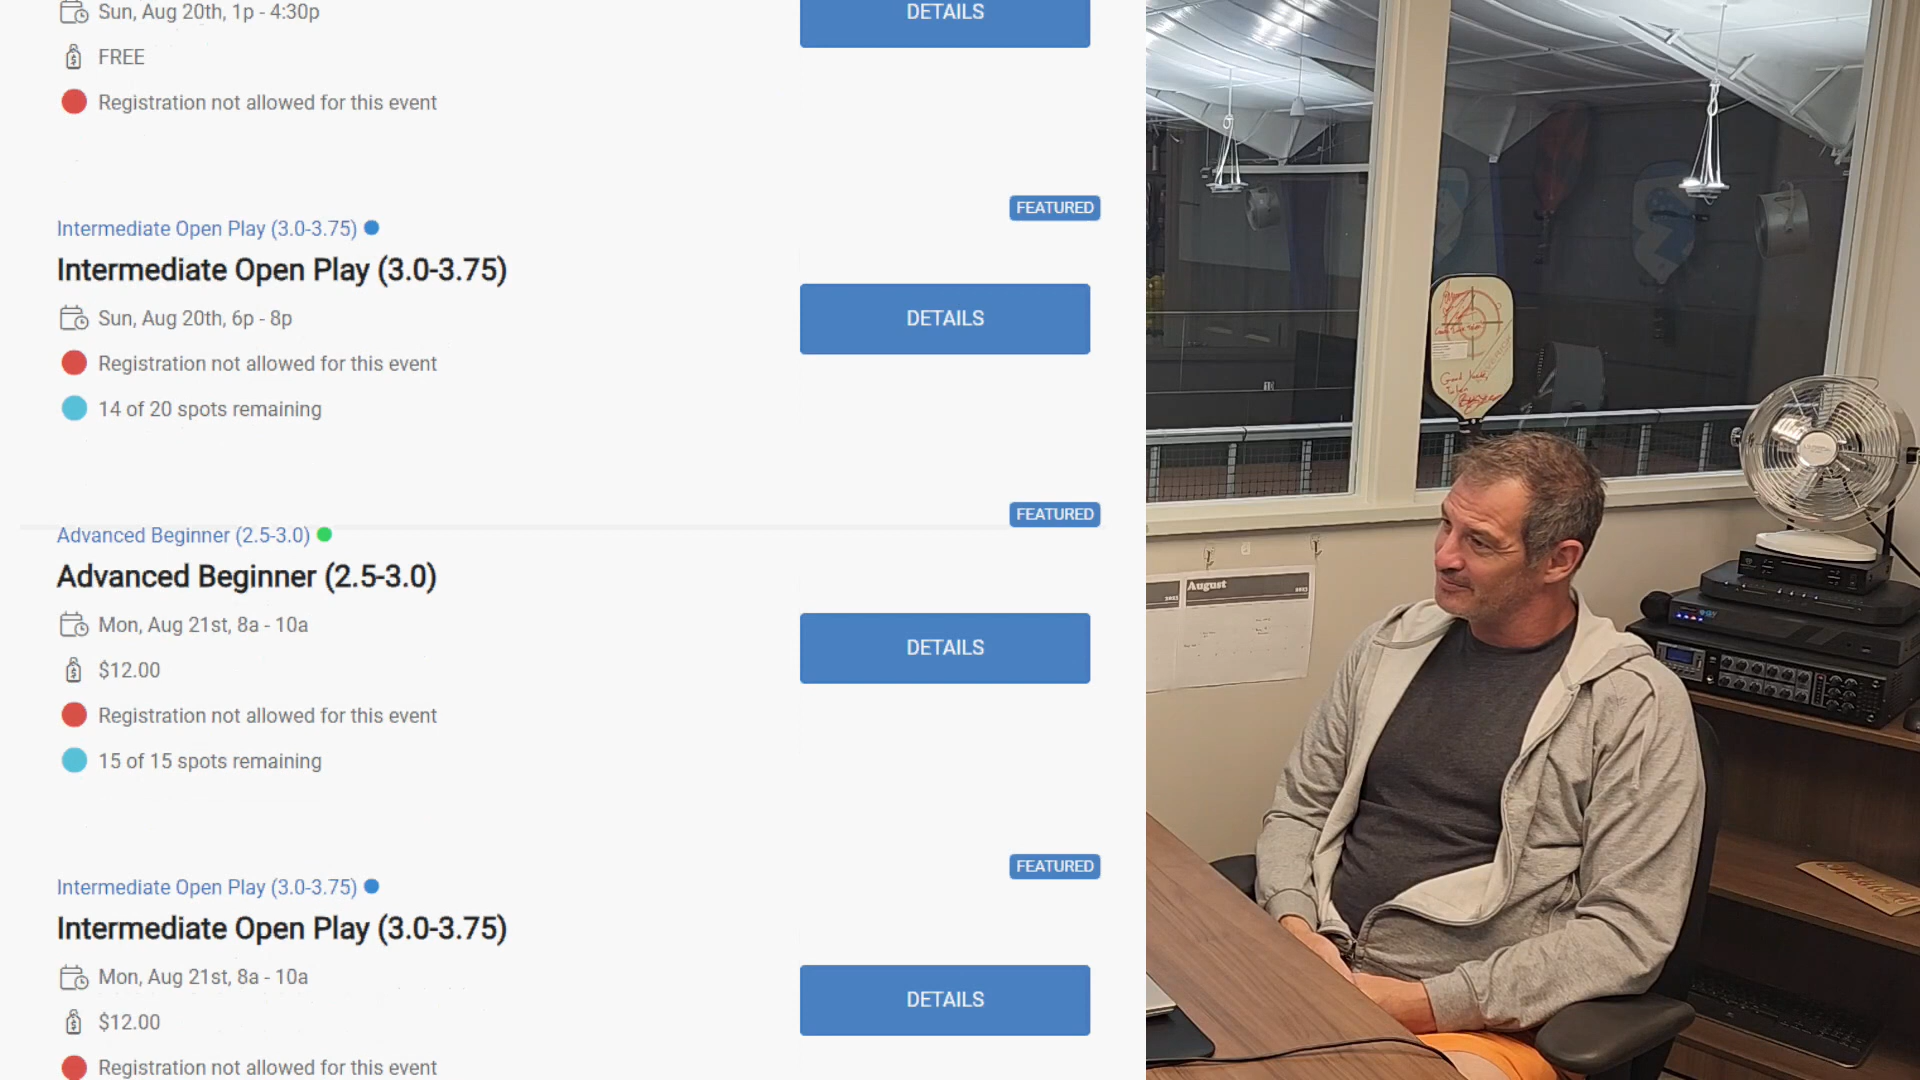 Sun, Aug 20th, 1p - 4:30p
DETAILS
FREE
Registration not allowed for this event
FEATURED
Intermediate Open Play (3.0-3.75)
Intermediate Open Play (3.0-3.75)
Sun, Aug 20th, 6p - 8p
DETAILS
Registration not allowed for this event
14 of 20 spots remaining
FEATURED
Advanced Beginner (2.5-3.0)
Advanced Beginner (2.5-3.0)
Mon, Aug 21st, 8a - 10a
DETAILS
$12.00
Registration not allowed for this event
15 of 15 spots remaining
FEATURED
Intermediate Open Play (3.0-3.75)
Intermediate Open Play (3.0-3.75)
Mon, Aug 21st, 8a - 10a
DETAILS
$12.00
Registration not allowed for this event
10
August